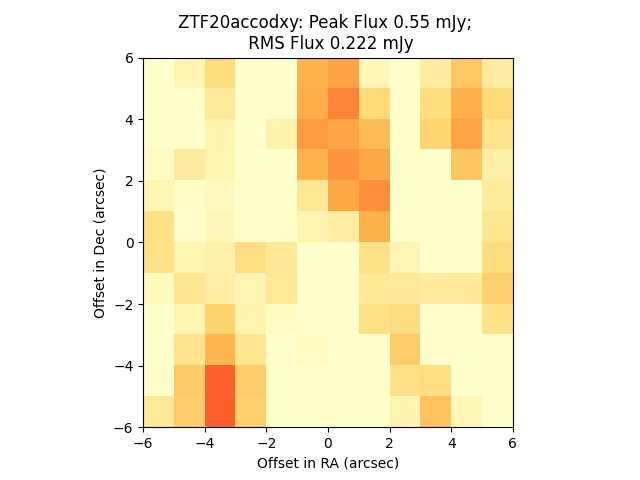 ZTF20accodxy: Peak Flux 0.55 mJy;
RMS Flux 0.222 mJy
6
4
2
0
−2
−4
−6
Offset in Dec (arcsec)
−6 −4 −2 0 2 4 6
Offset in RA (arcsec)